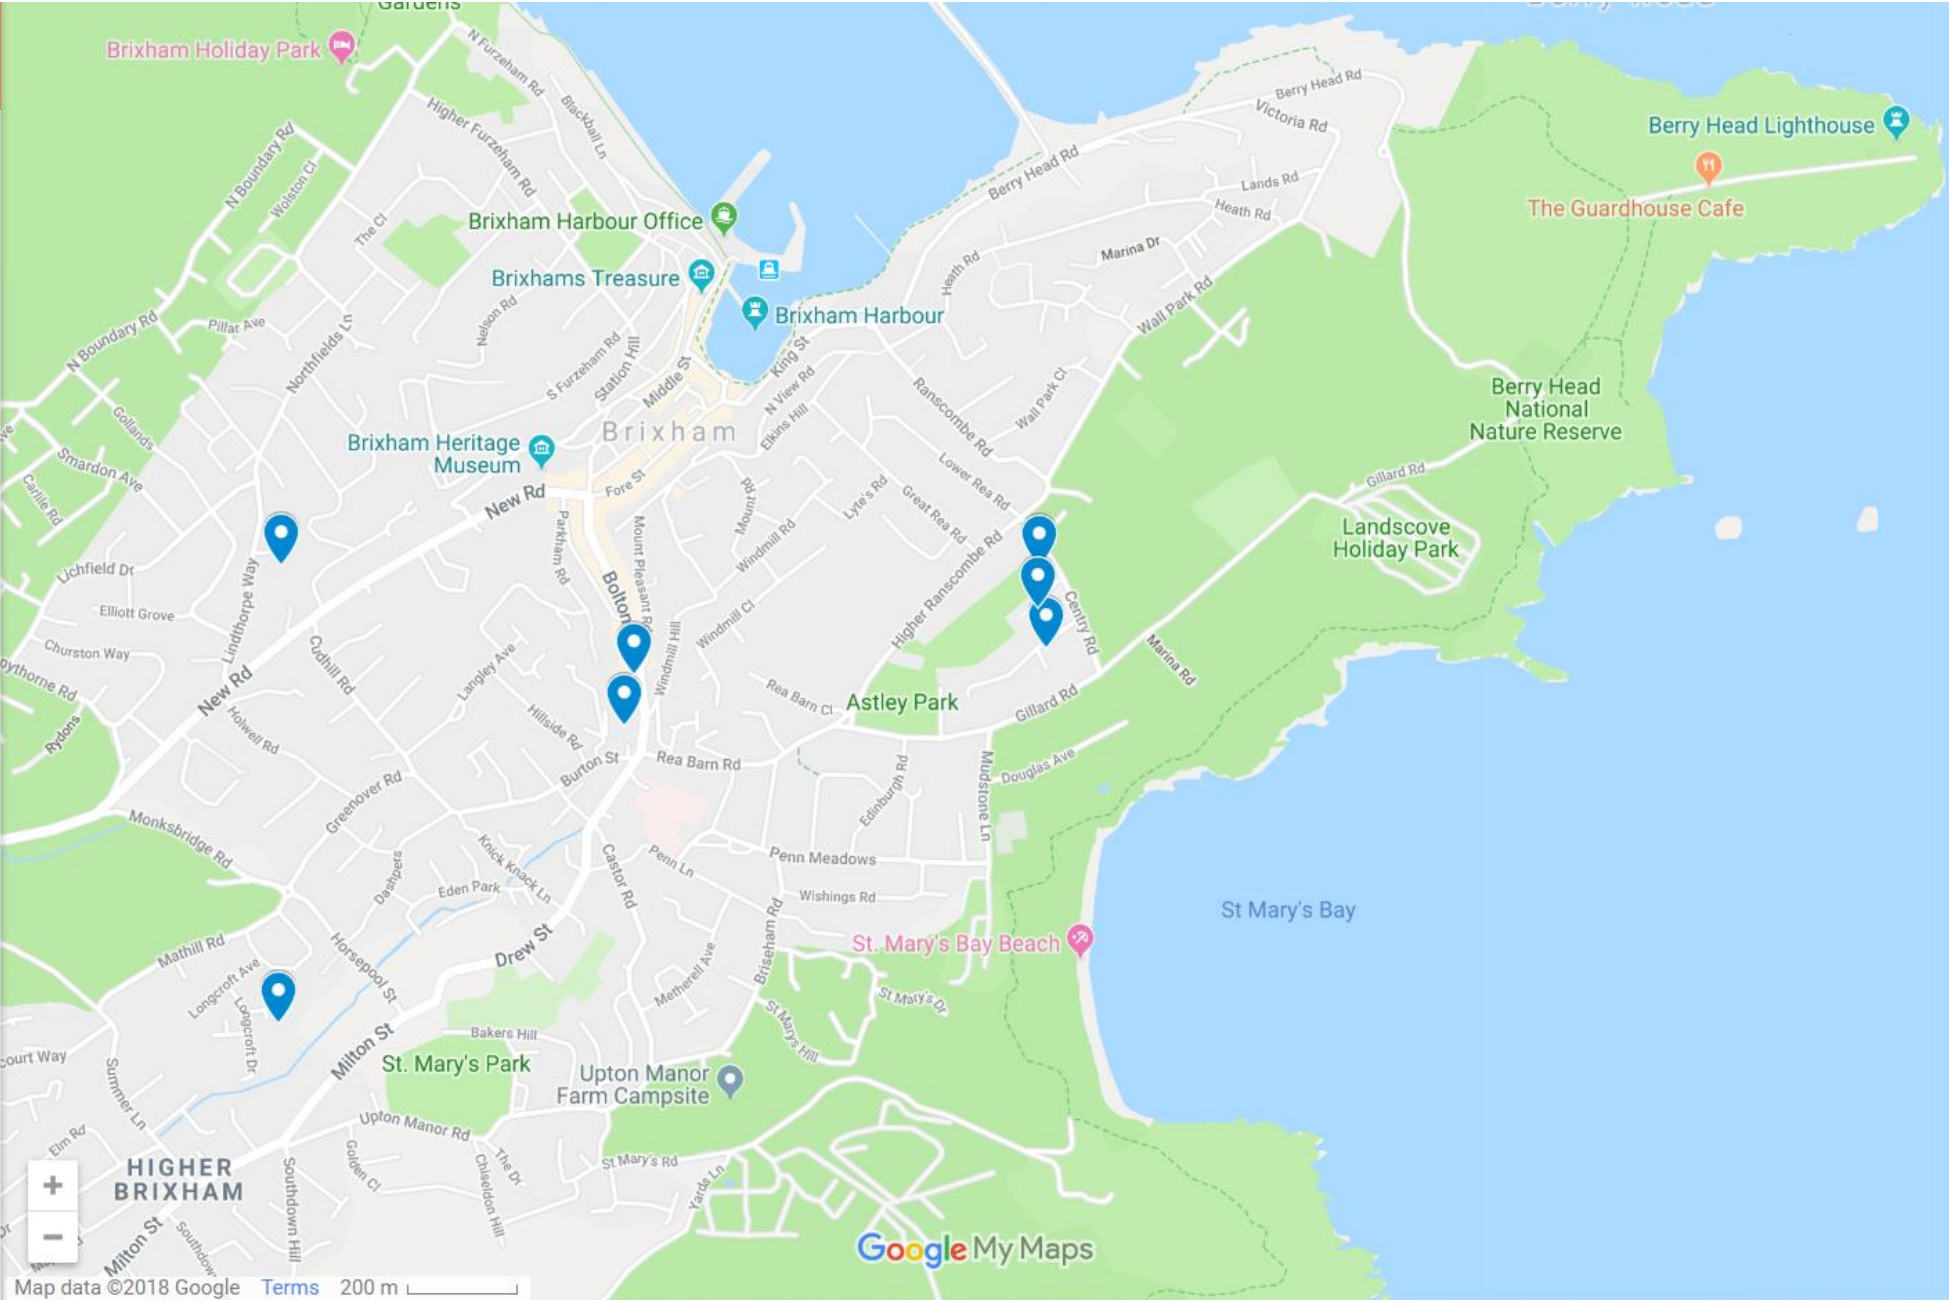 Gardens
Berry Head
Brixham Holiday Park
N Furzeham Rd
Blackball Ln
Higher Furzeham Rd
Berry Head Rd
Victoria Rd
Berry Head Lighthouse
N Boundary Rd
Wolston Cl
The Cl
Berry Head Rd
Lands Rd
Heath Rd
The Guardhouse Cafe
Brixham Harbour Office
Marina Dr
Brixhams Treasure
Heath Rd
Wall Park Rd
Brixham Harbour
N Boundary Rd
Pillar Ave
Northfields Ln
Nelson Rd
S Furzeham Rd
Station Hill
Middle St
King St
N View Rd
Elkins Hill
Ranscombe Rd
Wall Park Cl
Berry Head
National
Nature Reserve
Gollands
Smardon Ave
Carlile Rd
Brixham Heritage
Museum
Brixham
New Rd
Fore St
Parkham Rd
Mount Pleasant Rd
Mount Rd
Windmill Rd
Lyte's Rd
Great Rea Rd
Lower Rea Rd
Gillard Rd
Landscove
Holiday Park
Lichfield Dr
Elliott Grove
Churston Way
Lindthorpe Way
Bolton
Windmill Hill
Windmill Cl
Higher Ranscombe Rd
Centry Rd
Marina Rd
Rydons
New Rd
Cudhill Rd
Langley Ave
Holwell Rd
Hillside Rd
Rea Barn Cl
Astley Park
Gillard Rd
Burton St
Rea Barn Rd
Mudstone Ln
Douglas Ave
Edinburgh Rd
Greenover Rd
Monksbridge Rd
Knick Knack Ln
Dashpers
Eden Park
Castor Rd
Penn Ln
Penn Meadows
Wishings Rd
St Mary's Bay
Mathill Rd
Horsepool St
Drew St
Briseham Rd
Metherell Ave
St. Mary's Bay Beach
Longcroft Ave
Longcroft Dr
St Mary's Dr
St Marys Hill
Milton St
Bakers Hill
St. Mary's Park
Upton Manor
Farm Campsite
court Way
Summer Ln
Elm Rd
Upton Manor Rd
Golden Cl
The Dr
Chiseldon Hill
St Mary's Rd
Yards Ln
HIGHER
BRIXHAM
Southdown Hill
Milton St
Google My Maps
Map data ©2018 Google Terms 200 m